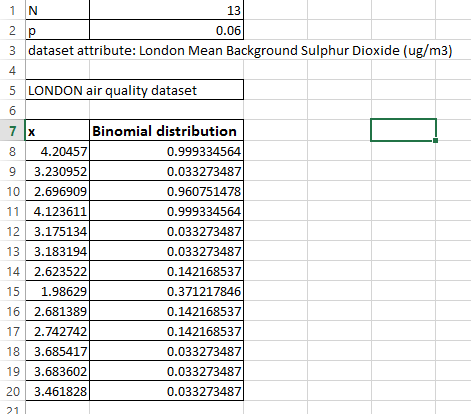 1 N 13
2 p 0.06
3 dataset attribute: London Mean Background Sulphur Dioxide (ug/m3)
4
5 LONDON air quality dataset
6
7 x Binomial distribution
8 4.20457 0.999334564
9 3.230952 0.033273487
10 2.696909 0.960751478
11 4.123611 0.999334564
12 3.175134 0.033273487
13 3.183194 0.033273487
14 2.623522 0.142168537
15 1.98629 0.371217846
16 2.681389 0.142168537
17 2.742742 0.142168537
18 3.685417 0.033273487
19 3.683602 0.033273487
20 3.461828 0.033273487
21